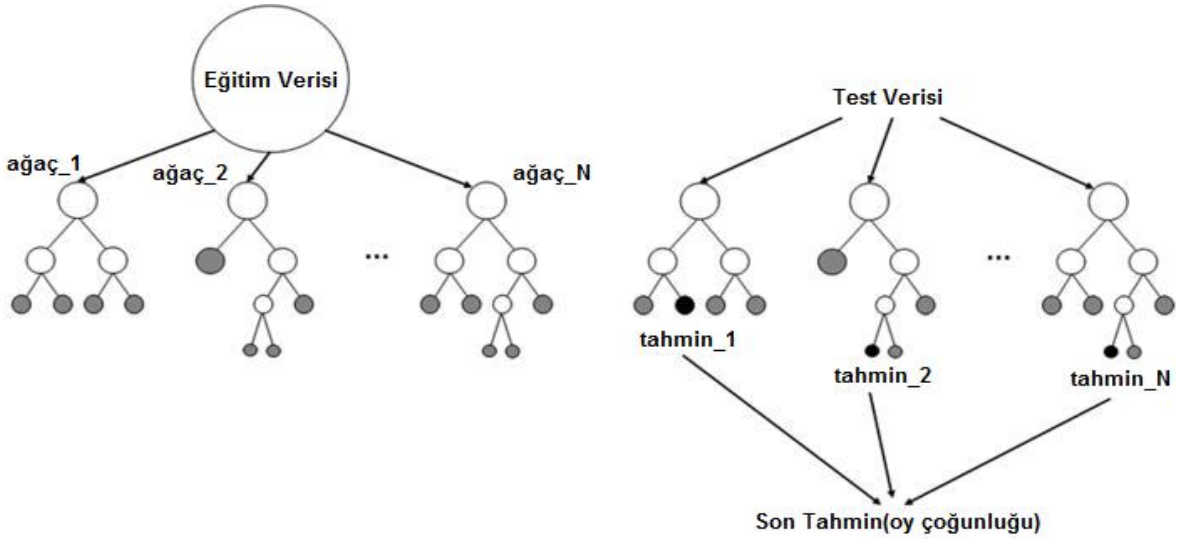 Eğitim Verisi
ağaç_1
ağaç_2
ağaç_N
...
Test Verisi
...
tahmin_1
tahmin_2
tahmin_N
Son Tahmin(oy çoğunluğu)